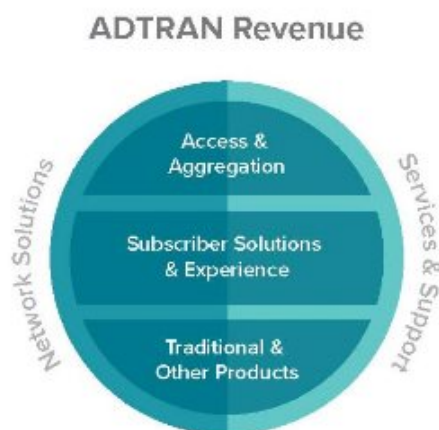 ADTRAN Revenue
Network Solutions
Access &
Aggregation
Subscriber Solutions
& Experience
Traditional &
Other Products
Services & Support